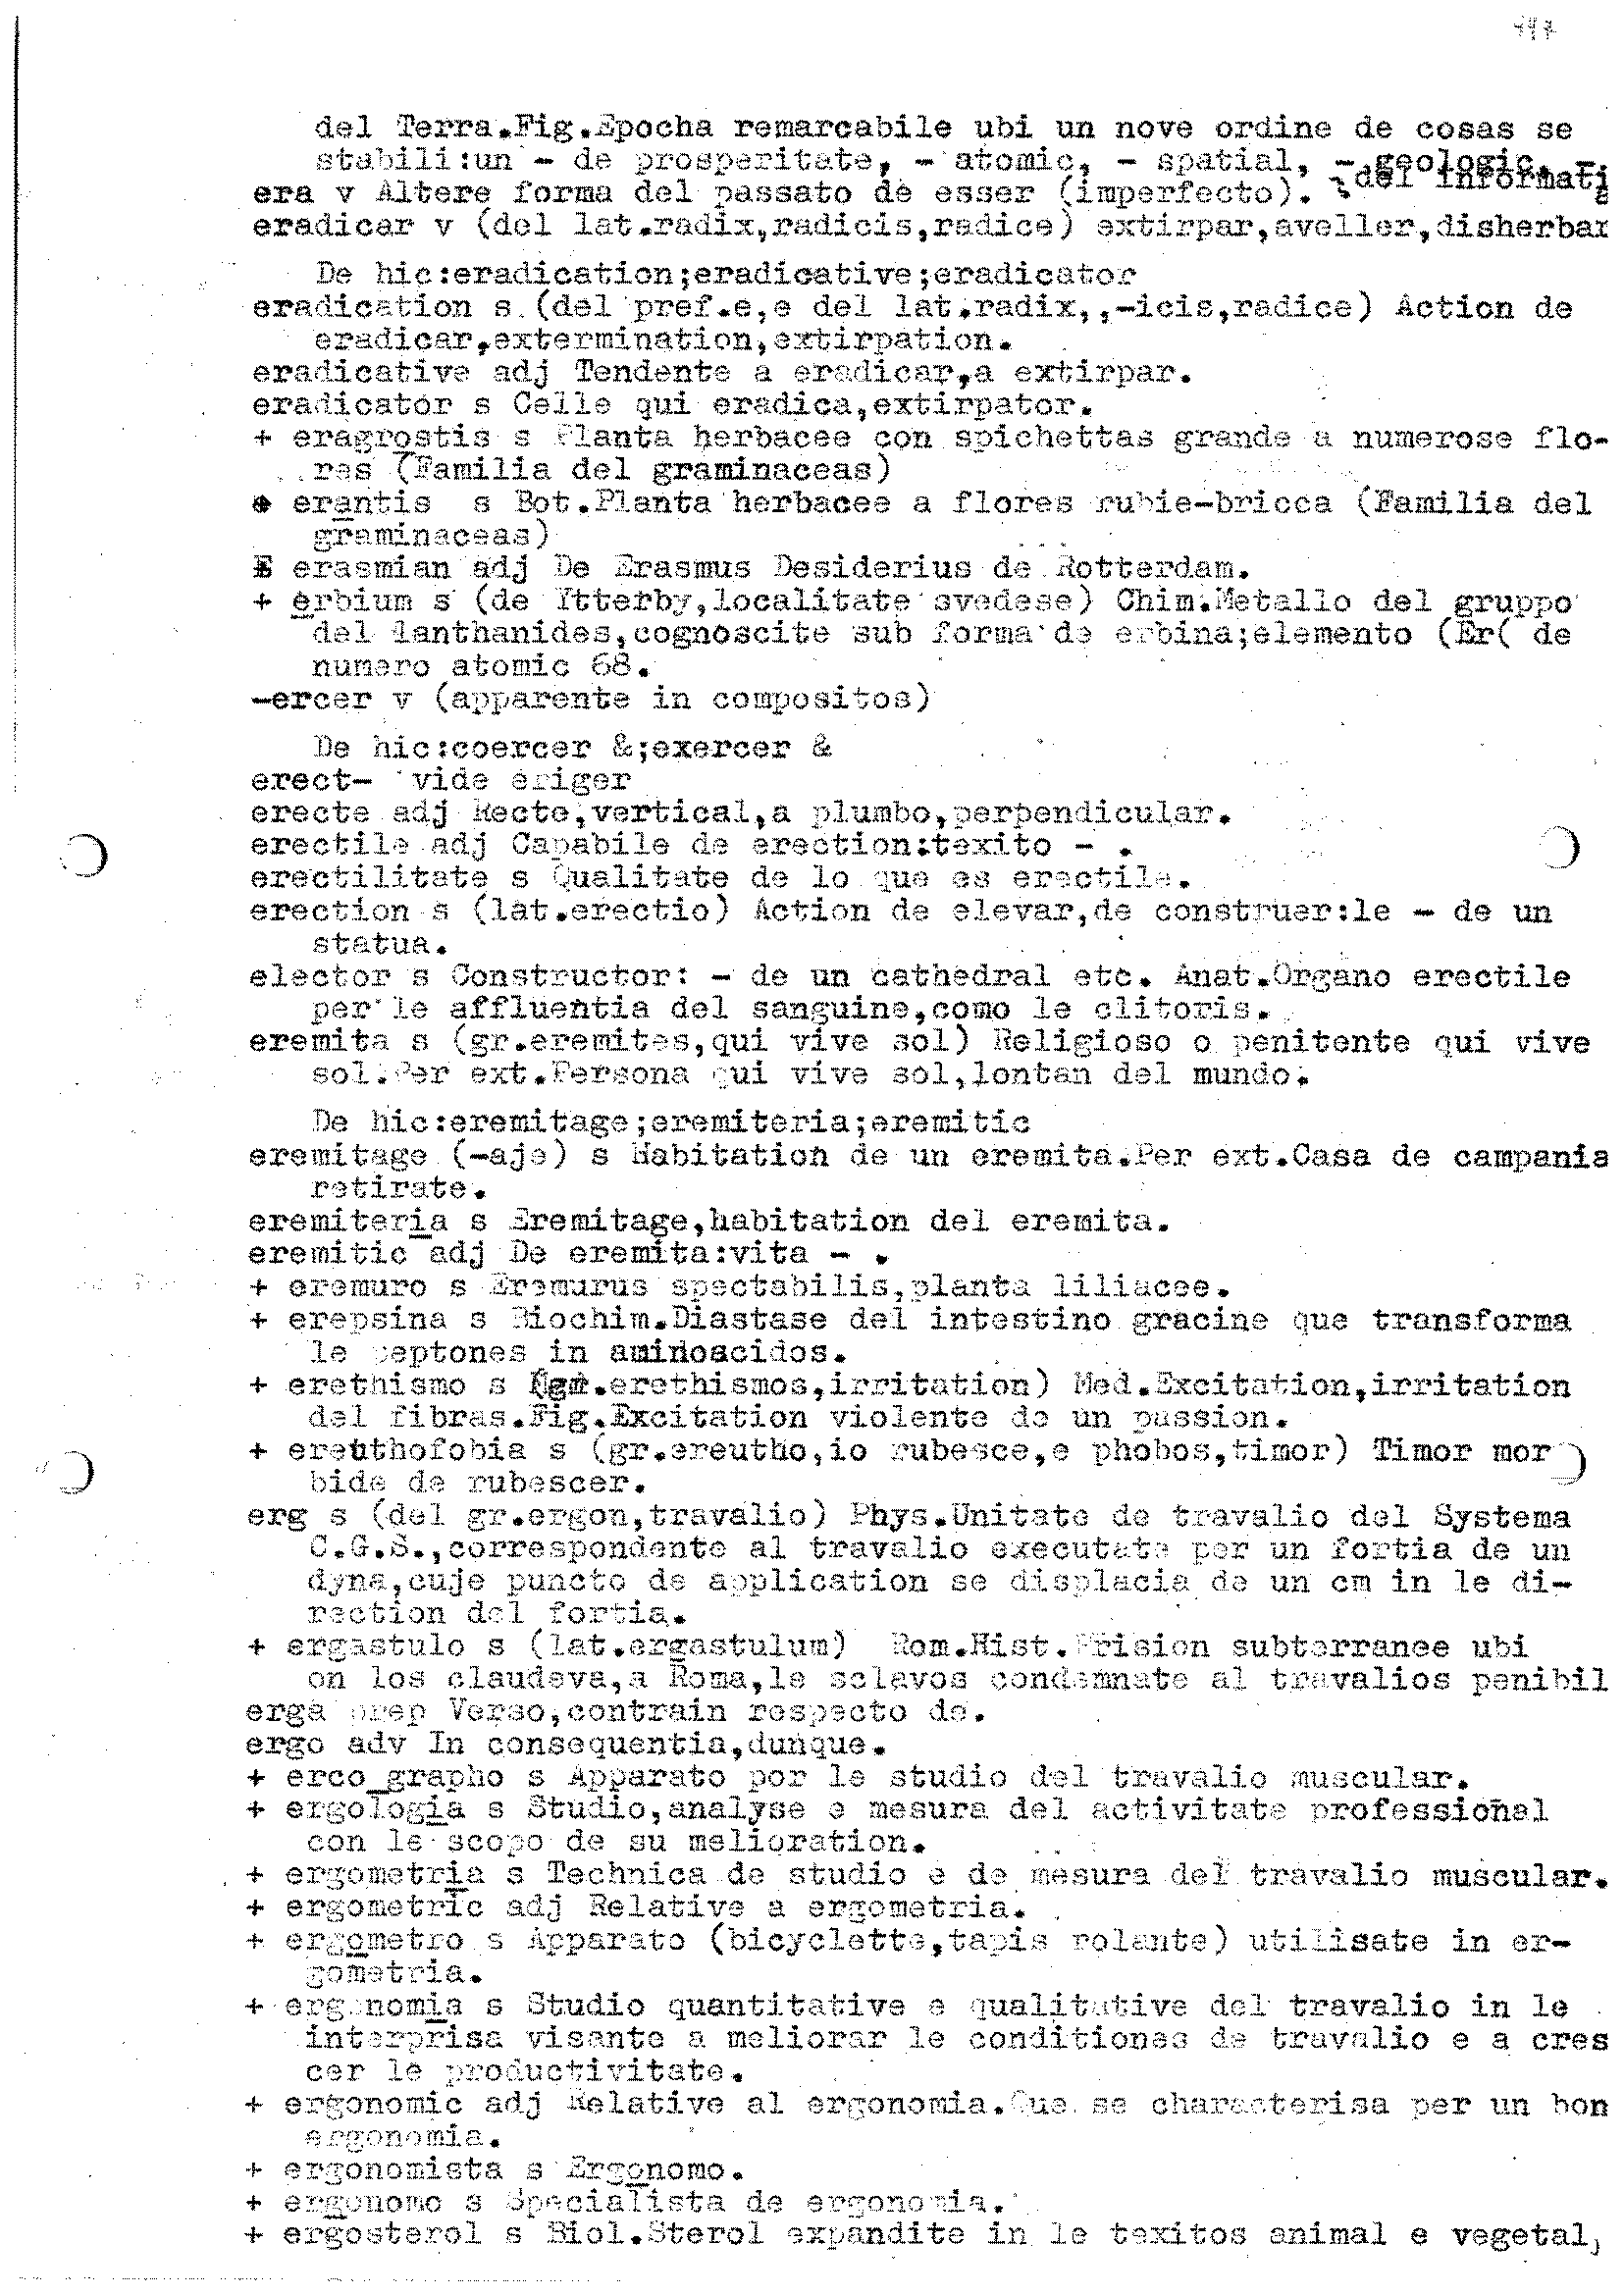 del Terra.Fig.Epocha remarcabile ubi un nove ordine de cosas se
stabili:un - de prosperitate, - atomic, - spatial, - geologic, -
del informati
era v Altere forma del passato de esser (imperfecto).
eradicar v (del lat.radix,radicis,radice) extirpar,aveller,disherbar
De hic:eradication;eradicative;eradicator
eradication s (del pref.e,e del lat.radix,,-icis,radice) Action de
eradicar,extermination,extirpation.
eradicative adj Tendente a eradicar,a extirpar.
eradicator s Celle qui eradica,extirpator.
+ eragrostis s Planta herbacee con spichettas grande a numerose flo-
res (Familia del graminaceas)
+ erantis s Bot.Planta herbacee a flores rubie-bricca (Familia del
graminaceas)
E erasmian adj De Erasmus Desiderius de Rotterdam.
+ erbium s (de Ytterby,localitate svedese) Chim.Metallo del gruppo
del lanthanides,cognoscite sub forma de erbina;elemento (Er( de
numero atomic 68.
-ercer v (apparente in compositos)
De hic:coercer &;exercer &
erect- vide eriger
erecte adj Recte,vertical,a plumbo,perpendicular.
erectile adj Capabile de erection:texito - .
erectilitate s Qualitate de lo que es erectile.
erection s (lat.erectio) Action de elevar,de construer:le - de un
statua.
elector s Constructor: - de un cathedral etc. Anat.Organo erectile
per le affluentia del sanguine,como le clitoris.
eremita s (gr.eremites,qui vive sol) Religioso o penitente qui vive
sol.Per ext.Persona qui vive sol,lontan del mundo.
De hic:eremitage;eremiteria;eremitic
eremitage (-aje) s Habitation de un eremita.Per ext.Casa de campania
retirate.
eremiteria s Eremitage,habitation del eremita.
eremitic adj De eremita:vita - .
+ eremuro s Eremurus spectabilis,planta liliacee.
+ erepsina s Biochim.Diastase del intestino gracine que transforma
le peptones in aminoacidos.
+ erethismo s (gr.erethismos,irritation) Med.Excitation,irritation
del fibras.Fig.Excitation violente de un passion.
+ ereuthofobia s (gr.ereutho,io rubesce,e phobos,timor) Timor mor
bide de rubescer.
erg s (del gr.ergon,travalio) Phys.Unitate de travalio del Systema
C.G.S.,correspondente al travalio executate per un fortia de un
dyna,cuje puncto de application se displacia de un cm in le di-
rection del fortia.
+ ergastulo s (lat.ergastulum) Rom.Hist.Prision subterranee ubi
on los claudeva,a Roma,le sclavos condemnate al travalios penibil
erga prep Verso,contrain respecto de.
ergo adv In consequentia,dunque.
+ erco_grapho s Apparato por le studio del travalio muscular.
+ ergologia s Studio,analyse e mesura del activitate professional
con le scopo de su melioration.
+ ergometria s Technica de studio e de mesura del travalio muscular.
+ ergometric adj Relative a ergometria.
+ ergometro s Apparato (bicyclette,tapis rolante) utilisate in er-
gometria.
+ ergonomia s Studio quantitative e qualitative del travalio in le
interprisa visante a meliorar le conditiones de travalio e a cres
cer le productivitate.
+ ergonomic adj Relative al ergonomia.Que se characterisa per un bon
ergonomia.
+ ergonomista s Ergonomo.
+ ergonomo s Specialista de ergonomia.
+ ergosterol s Biol.Sterol expandite in le texitos animal e vegetal,